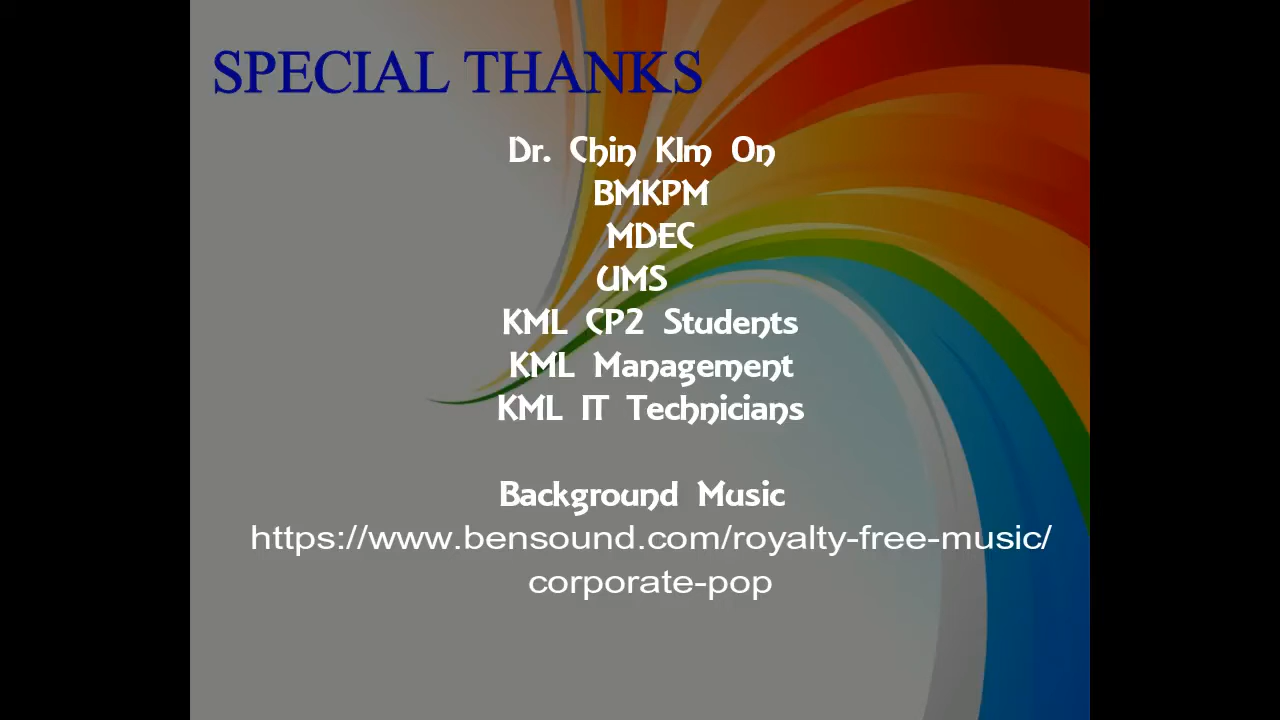 SPECIAL THANKS
Dr. Chin KIm On
BMKPM
MDEC
UMS
KML CP2 Students
KML Management
KML IT Technicians
Background Music
https://www.bensound.com/royalty-free-music/
corporate-pop